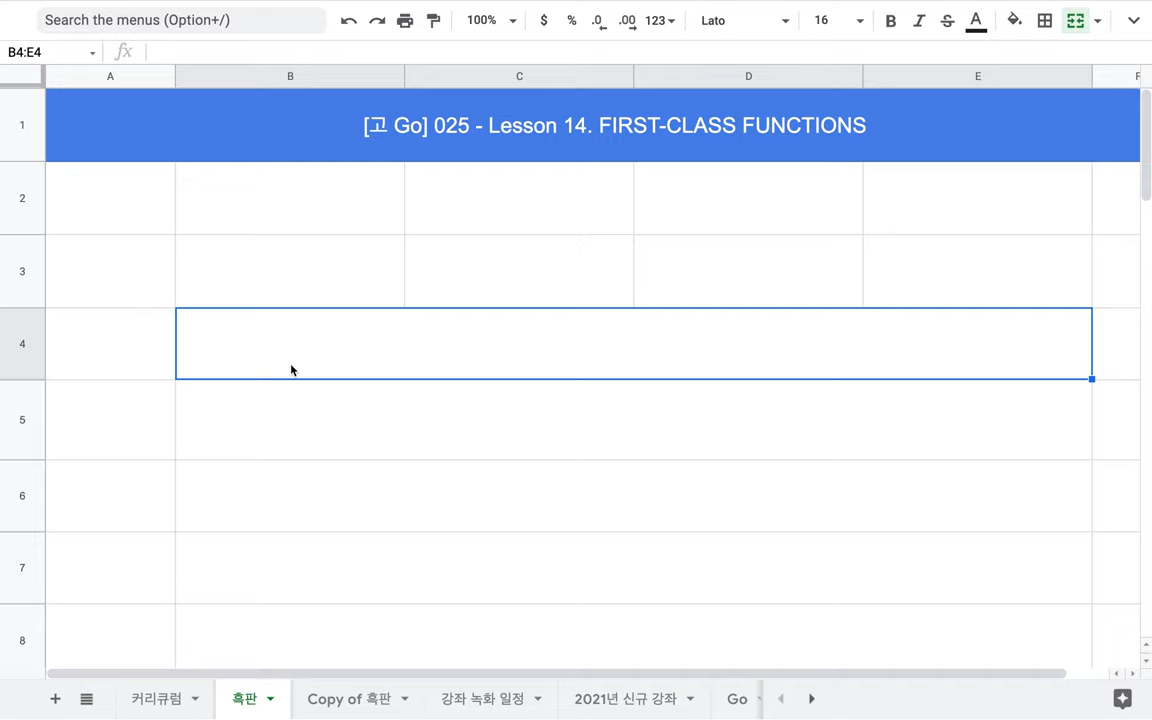 Search the menus (Option+/)
100%
$
%
.0
.00
123
Lato
16
B
I
S
A
B4:E4
fx
A
B
C
D
E
F
1
[고 Go] 025 - Lesson 14. FIRST-CLASS FUNCTIONS
2
3
4
5
6
7
8
커리큘럼
흑판
Copy of 흑판
강좌 녹화 일정
2021년 신규 강좌
Go